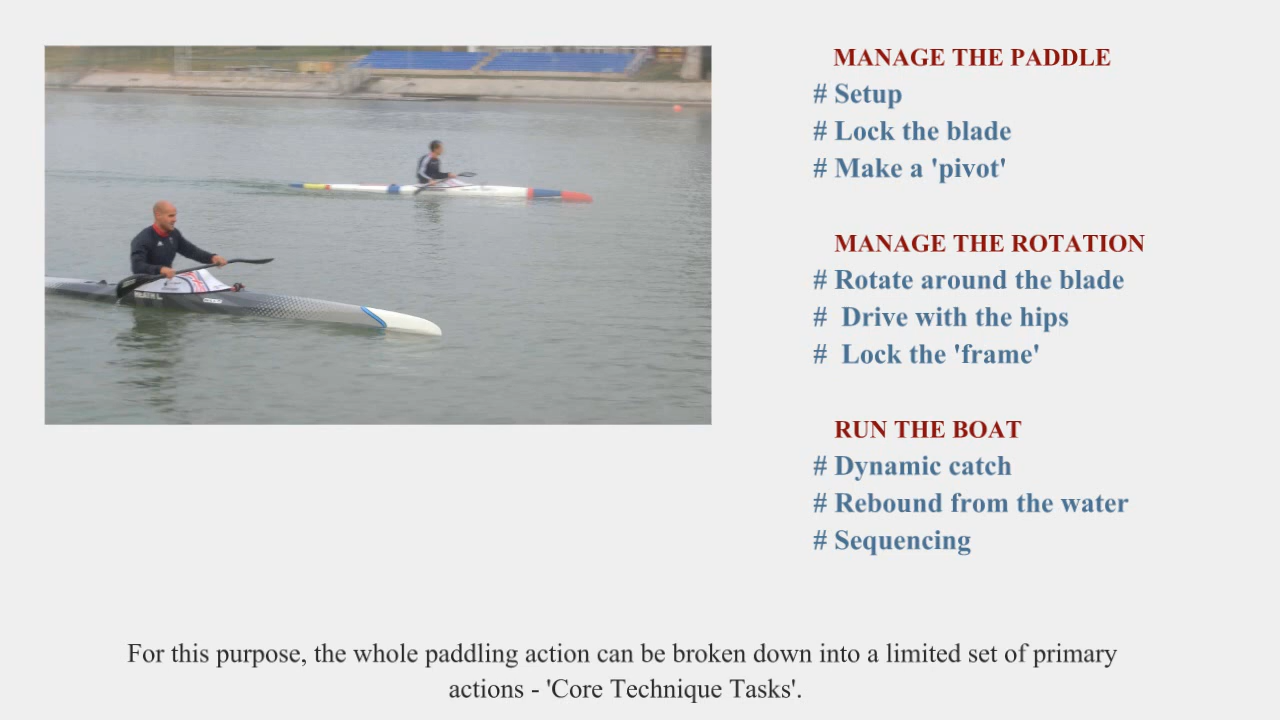 MANAGE THE PADDLE
# Setup
# Lock the blade
# Make a 'pivot'
MANAGE THE ROTATION
# Rotate around the blade
# Drive with the hips
# Lock the 'frame'
RUN THE BOAT
# Dynamic catch
# Rebound from the water
# Sequencing
For this purpose, the whole paddling action can be broken down into a limited set of primary
actions - 'Core Technique Tasks'.